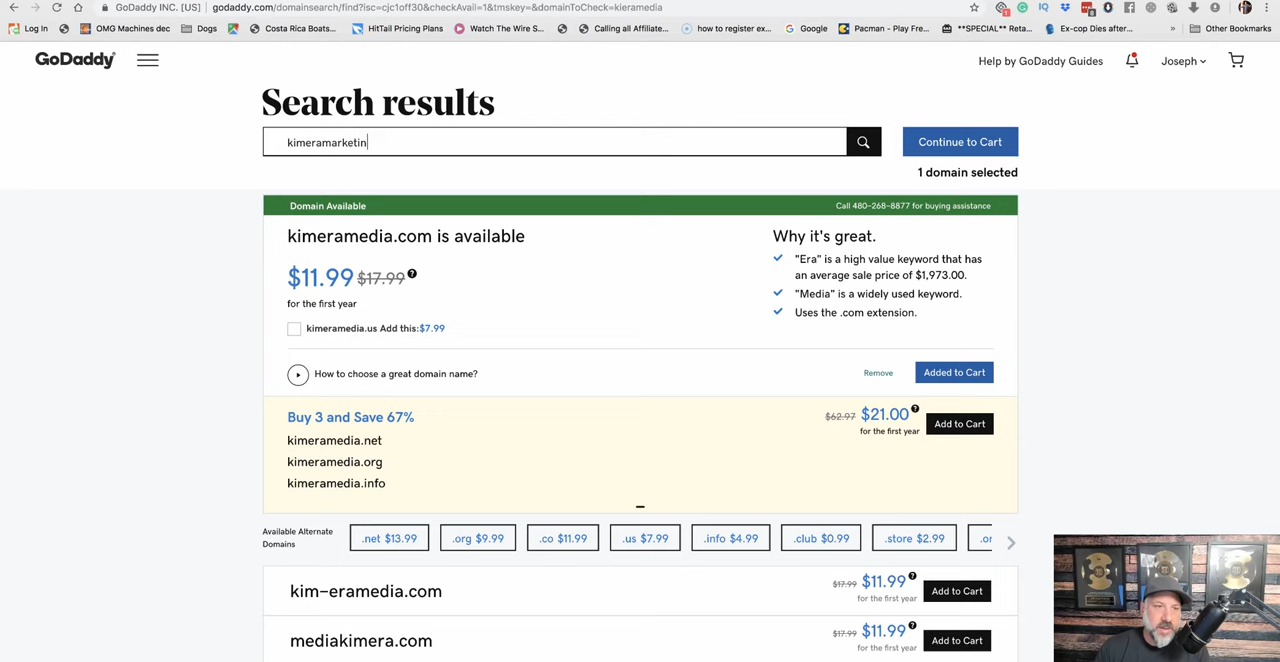 GoDaddy INC. [US]
godaddy.com/domainsearch/find?isc=cjc1off30&checkAvail=1&tmskey=&domainToCheck=kieramedia
Log In
OMG Machines dec
Dogs
Costa Rica Boats...
HitTail Pricing Plans
Watch The Wire S...
Calling all Affiliate...
how to register ex...
Google
Pacman - Play Fre...
**SPECIAL** Reta...
Ex-cop Dies after...
»
Other Bookmarks
GoDaddy
Help by GoDaddy Guides
Joseph
Search results
kimeramarketin
Continue to Cart
1 domain selected
Domain Available
Call 480-268-8877 for buying assistance
kimeramedia.com is available
$11.99 $17.99 ?
for the first year
kimeramedia.us Add this:$7.99
Why it's great.
"Era" is a high value keyword that has
an average sale price of $1,973.00.
"Media" is a widely used keyword.
Uses the .com extension.
How to choose a great domain name?
Remove
Added to Cart
Buy 3 and Save 67%
kimeramedia.net
kimeramedia.org
kimeramedia.info
$62.97 $21.00 ?
for the first year
Add to Cart
Available Alternate
Domains
.net $13.99
.org $9.99
.co $11.99
.us $7.99
.info $4.99
.club $0.99
.store $2.99
.or
kim-eramedia.com
$17.99 $11.99 ?
for the first year
Add to Cart
mediakimera.com
$17.99 $11.99 ?
for the first year
Add to Cart